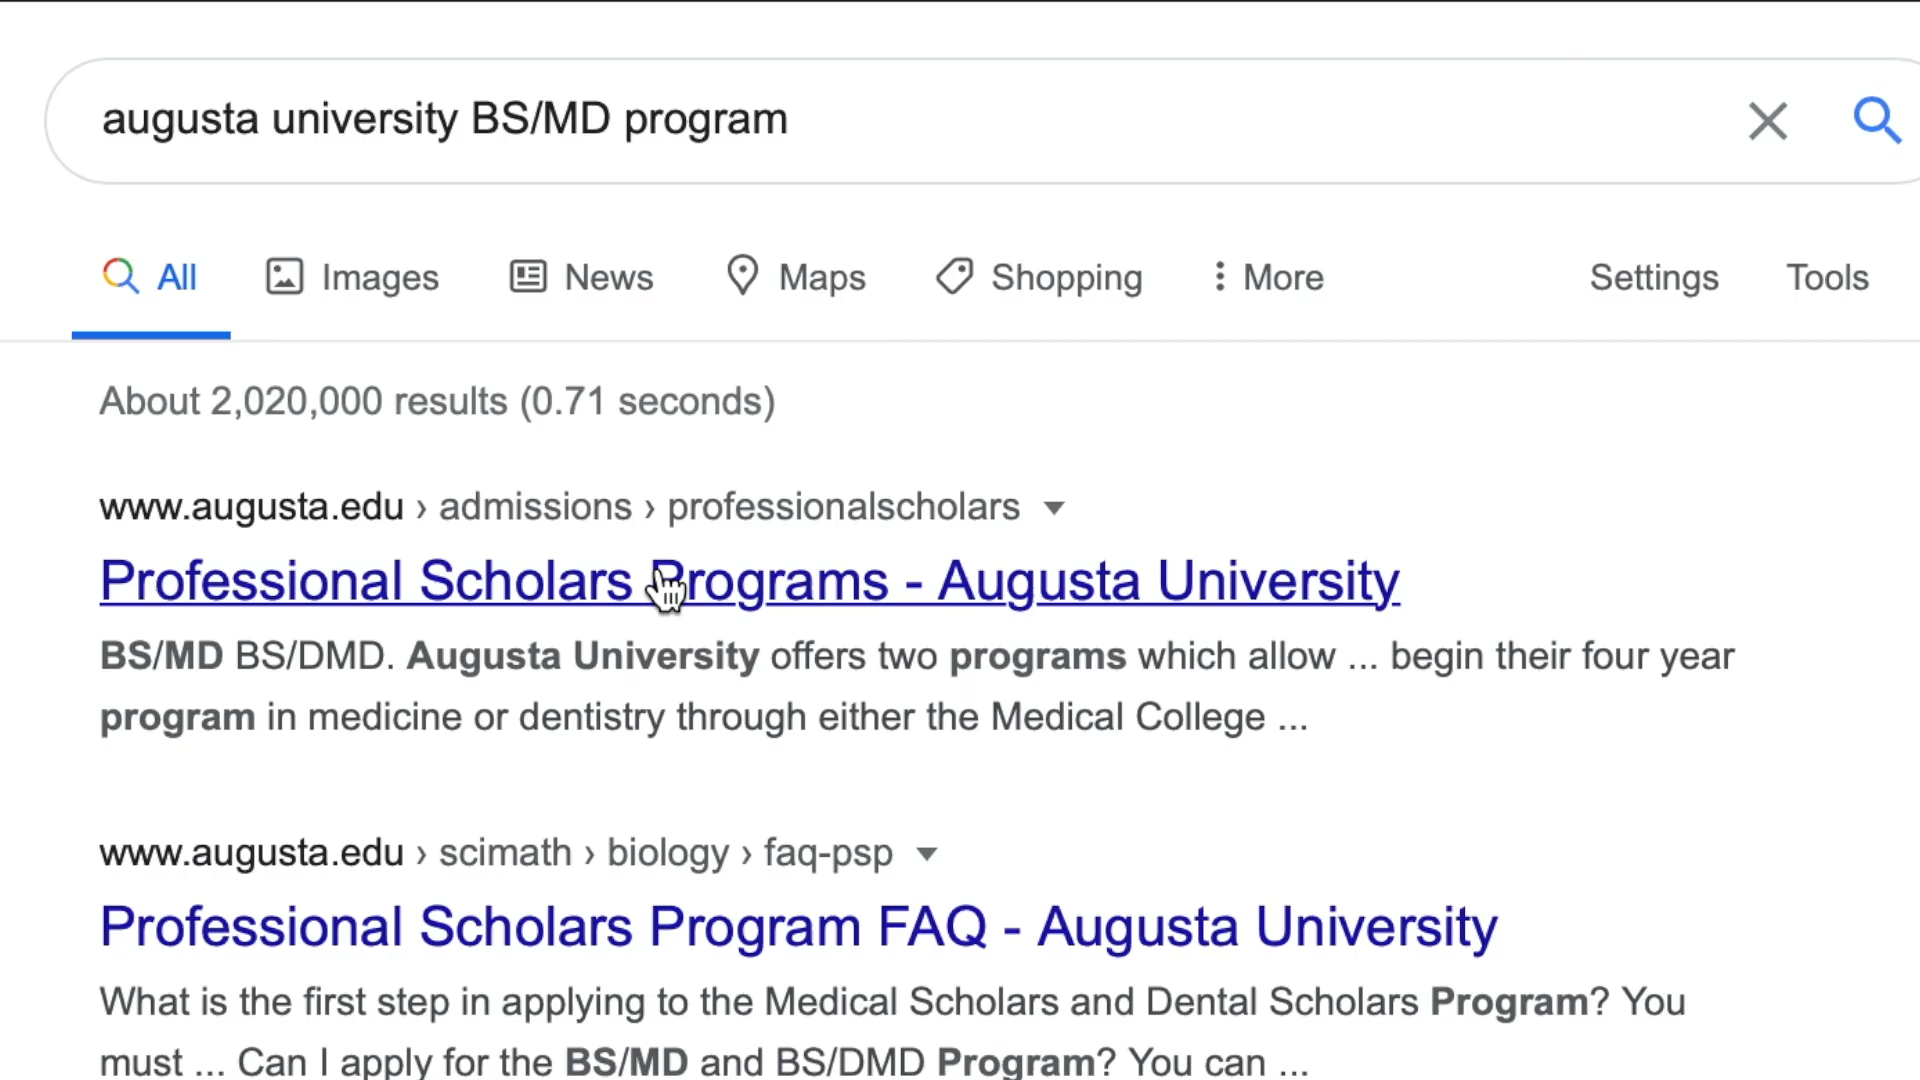 augusta university BS/MD program
All Images News Maps Shopping More Settings Tools
About 2,020,000 results (0.71 seconds)
www.augusta.edu › admissions › professionalscholars
Professional Scholars Programs - Augusta University
BS/MD BS/DMD. Augusta University offers two programs which allow ... begin their four year
program in medicine or dentistry through either the Medical College ...
www.augusta.edu › scimath › biology › faq-psp
Professional Scholars Program FAQ - Augusta University
What is the first step in applying to the Medical Scholars and Dental Scholars Program? You
must ... Can I apply for the BS/MD and BS/DMD Program? You can ...